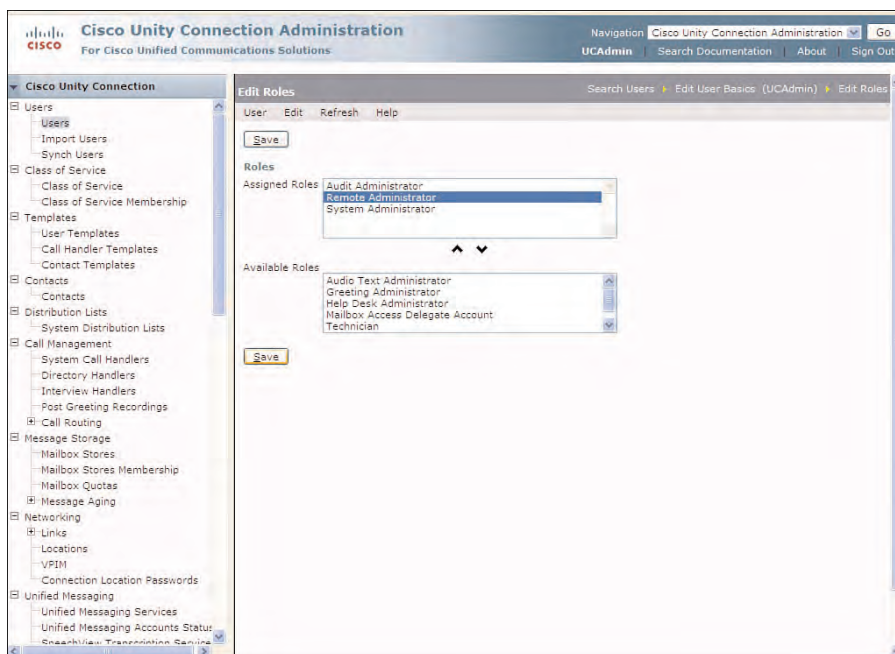 CISCO
Cisco Unity Connection Administration
For Cisco Unified Communications Solutions
Navigation Cisco Unity Connection Administration Go
UCAdmin | Search Documentation | About | Sign Out
Cisco Unity Connection
Users
Users
Import Users
Synch Users
Class of Service
Class of Service
Class of Service Membership
Templates
User Templates
Call Handler Templates
Contact Templates
Contacts
Contacts
Distribution Lists
System Distribution Lists
Call Management
System Call Handlers
Directory Handlers
Interview Handlers
Post Greeting Recordings
Call Routing
Message Storage
Mailbox Stores
Mailbox Stores Membership
Mailbox Quotas
Message Aging
Networking
Links
Locations
VPIM
Connection Location Passwords
Unified Messaging
Unified Messaging Services
Unified Messaging Accounts Status
SpeechView Transcription Service
Edit Roles
Search Users Edit User Basics (UCAdmin) Edit Roles
User Edit Refresh Help
Save
Roles
Assigned Roles
Audit Administrator
Remote Administrator
System Administrator
Available Roles
Audio Text Administrator
Greeting Administrator
Help Desk Administrator
Mailbox Access Delegate Account
Technician
Save